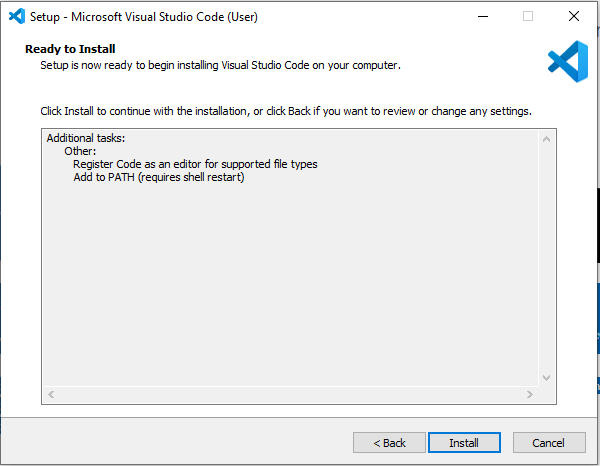 Setup - Microsoft Visual Studio Code (User)
Ready to Install
Setup is now ready to begin installing Visual Studio Code on your computer.
Click Install to continue with the installation, or click Back if you want to review or change any settings.
Additional tasks:
Other:
Register Code as an editor for supported file types
Add to PATH (requires shell restart)
< Back
Install
Cancel